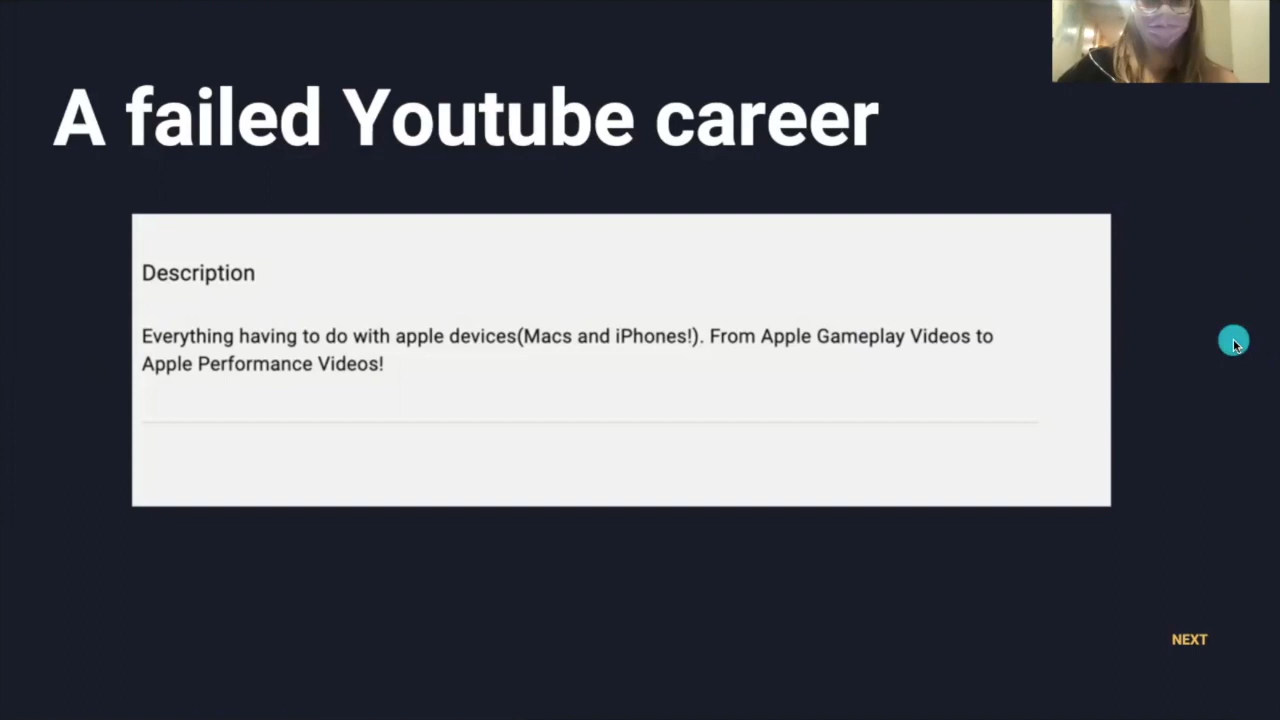 A failed Youtube career
Description
Everything having to do with apple devices(Macs and iPhones!). From Apple Gameplay Videos to
Apple Performance Videos!
NEXT